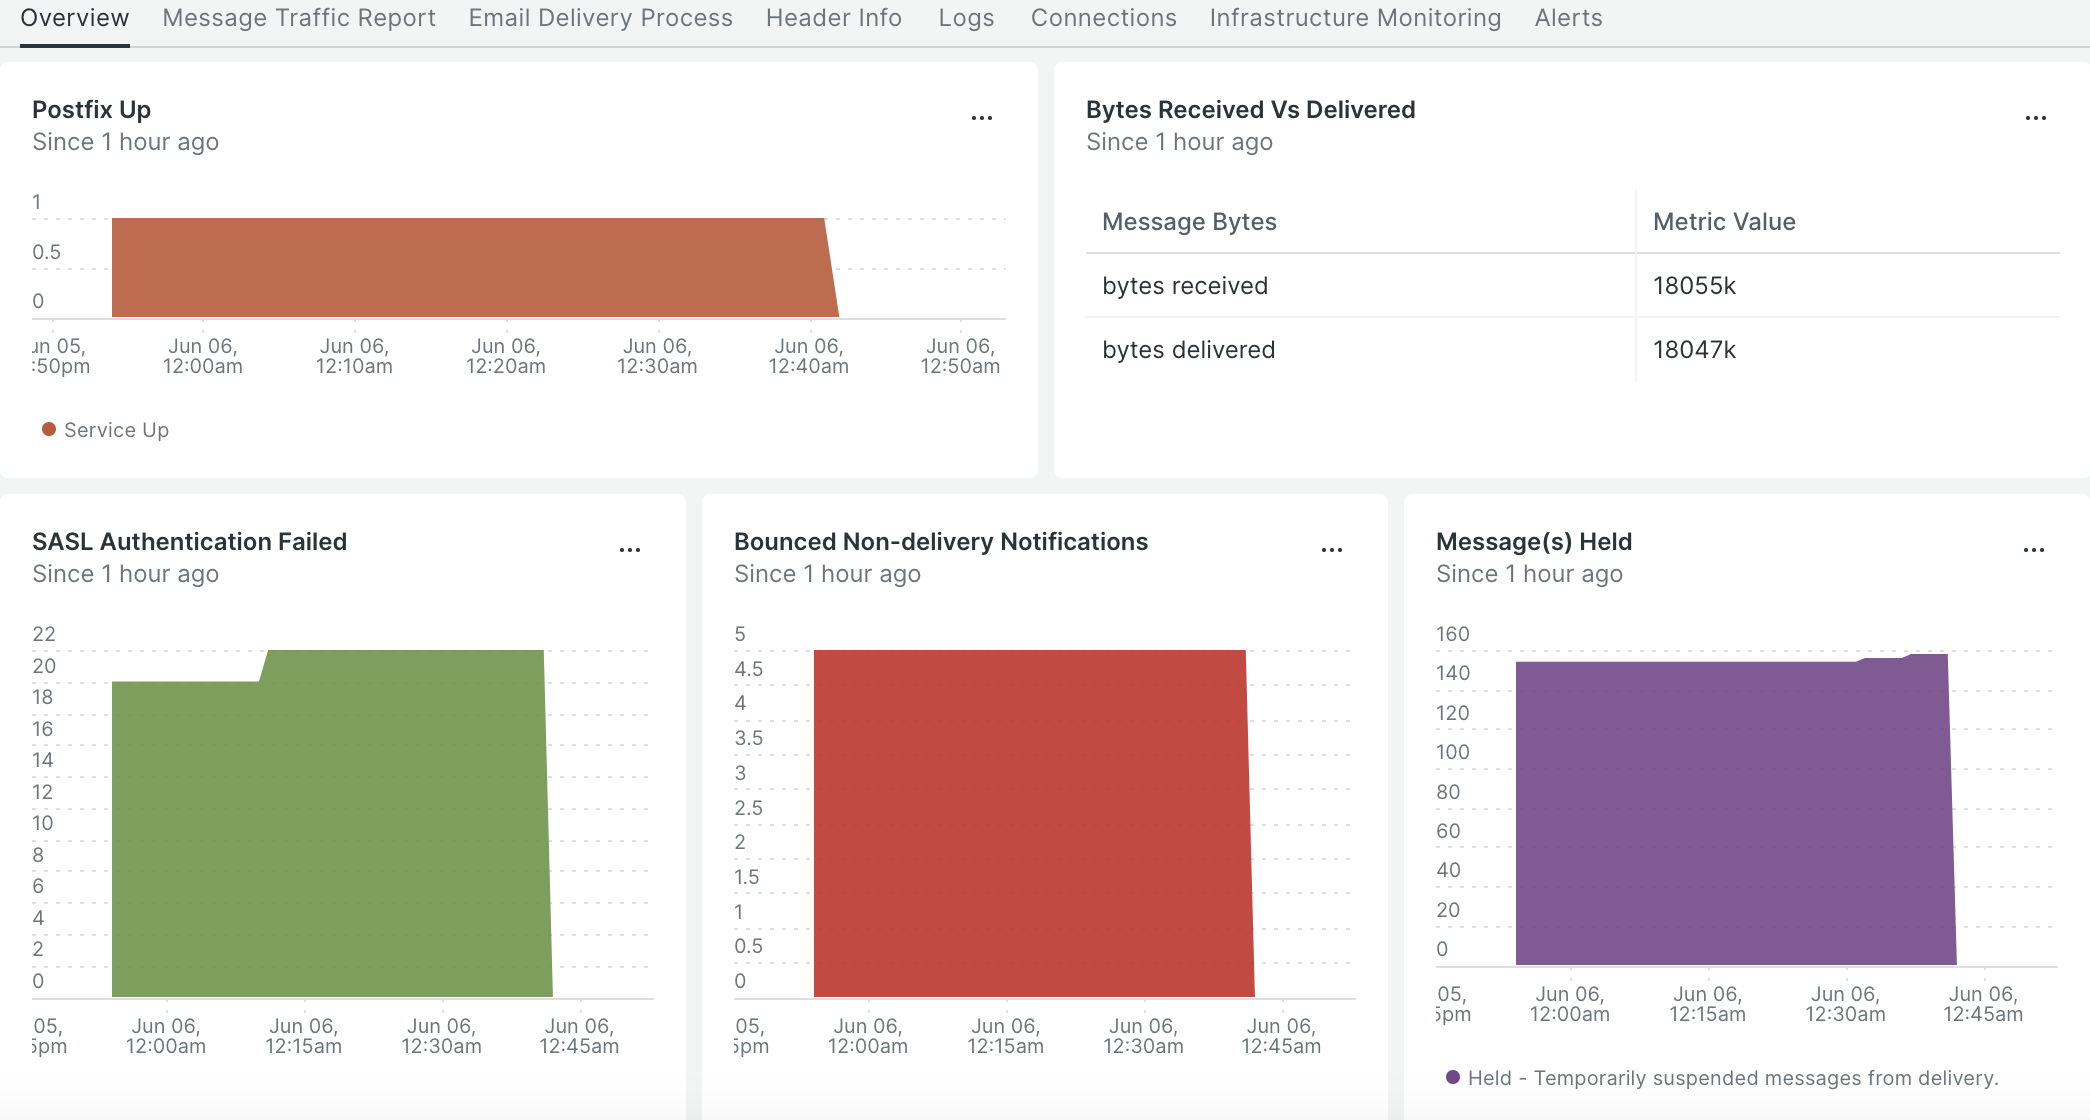 Overview Message Traffic Report Email Delivery Process Header Info Logs Connections Infrastructure Monitoring Alerts
Postfix Up
Since 1 hour ago
1
0.5
0
un 05, Jun 06, Jun 06, Jun 06, Jun 06, Jun 06, Jun 06,
:50pm 12:00am 12:10am 12:20am 12:30am 12:40am 12:50am
Service Up
Bytes Received Vs Delivered
Since 1 hour ago
Message Bytes Metric Value
bytes received 18055k
bytes delivered 18047k
SASL Authentication Failed
Since 1 hour ago
22
20
18
16
14
12
10
8
6
4
2
0
05, Jun 06, Jun 06, Jun 06, Jun 06,
5pm 12:00am 12:15am 12:30am 12:45am
Bounced Non-delivery Notifications
Since 1 hour ago
5
4.5
4
3.5
3
2.5
2
1.5
1
0.5
0
05, Jun 06, Jun 06, Jun 06, Jun 06,
5pm 12:00am 12:15am 12:30am 12:45am
Message(s) Held
Since 1 hour ago
160
140
120
100
80
60
40
20
0
05, Jun 06, Jun 06, Jun 06, Jun 06,
5pm 12:00am 12:15am 12:30am 12:45am
Held - Temporarily suspended messages from delivery.